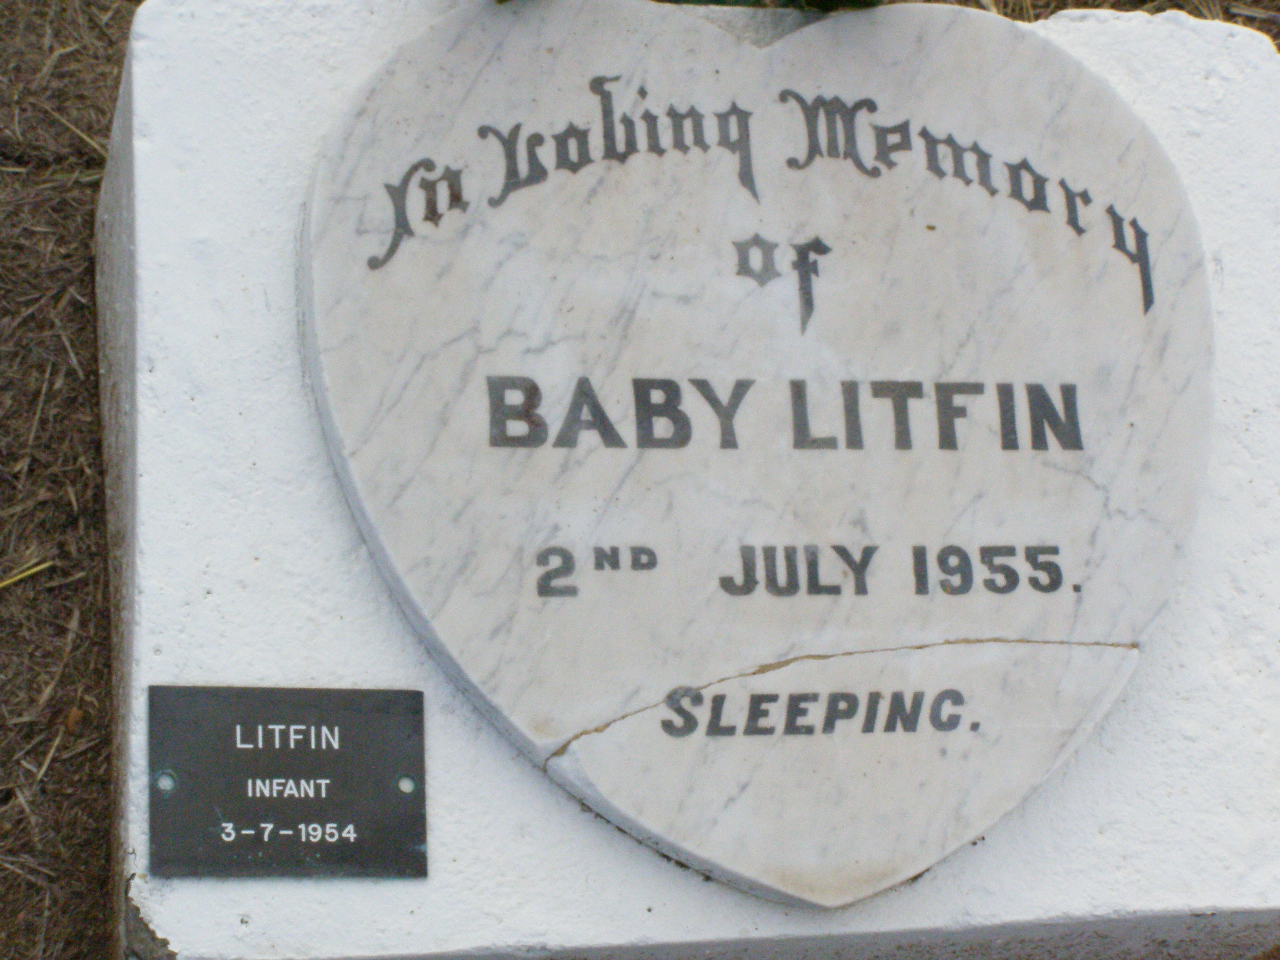 In Loving Memory
of
BABY LITFIN
2ND JULY 1955.
SLEEPING.
LITFIN
INFANT
3-7-1954